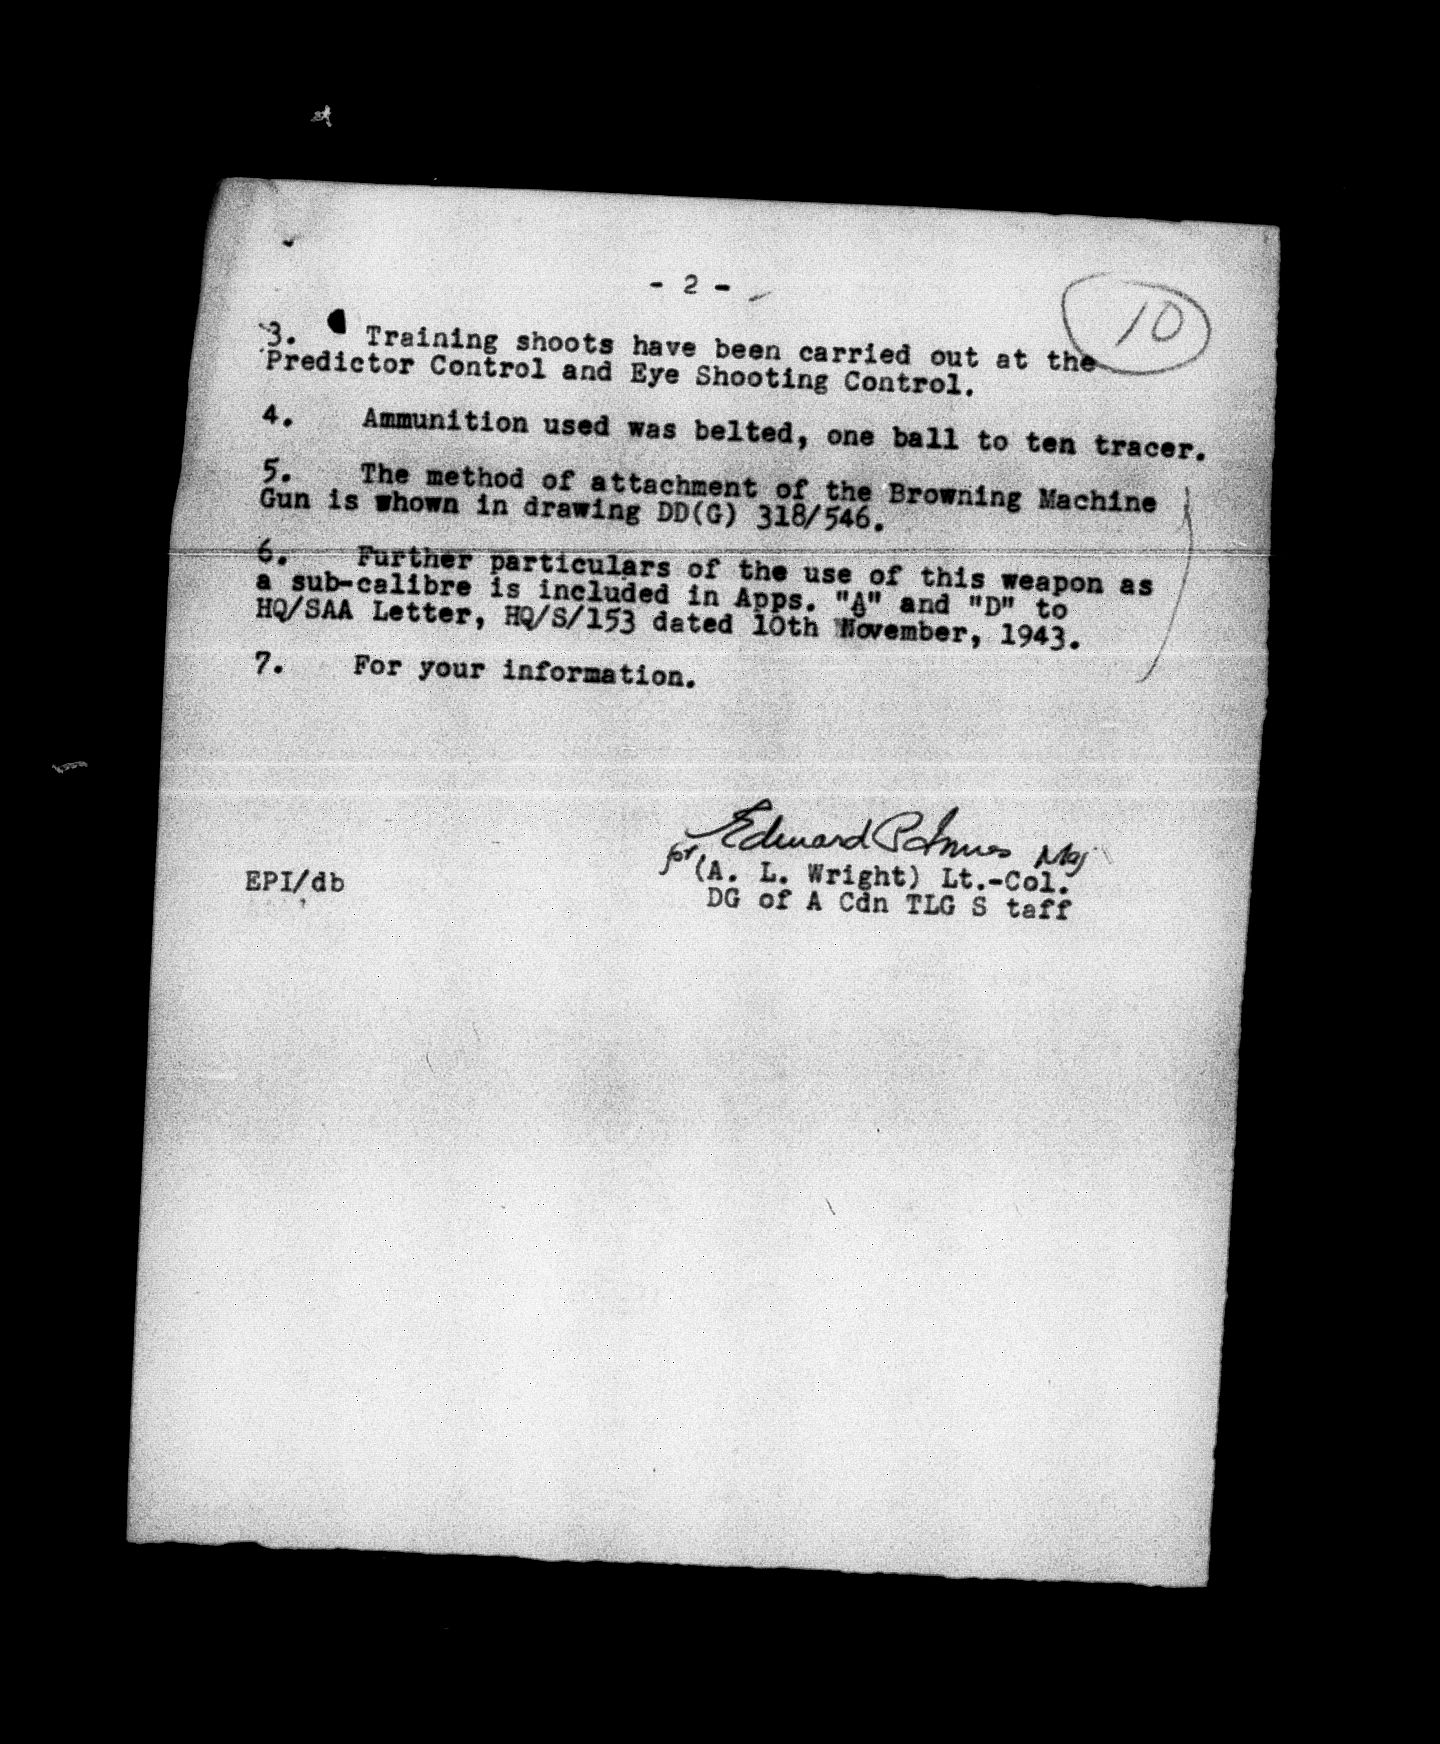 - 2 -
10
3. Training shoots have been carried out at the
Predictor Control and Eye Shooting Control.
4. Ammunition used was belted, one ball to ten tracer.
5. The method of attachment of the Browning Machine
Gun is whown in drawing DD(G) 318/546.
6. Further particulars of the use of this weapon as
a sub-calibre is included in Apps. "A" and "D" to
HQ/SAA Letter, HQ/S/153 dated 10th November, 1943.
7. For your information.
Edward P. Innes Maj
for (A. L. Wright) Lt.-Col.
EPI/db
DG of A Cdn TLG S taff